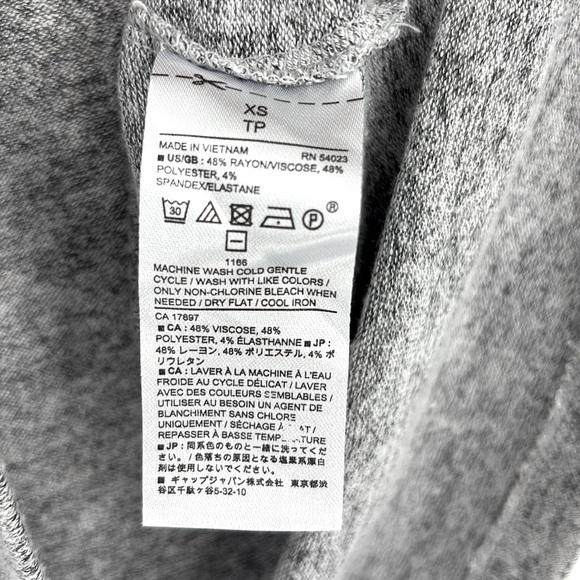 XS
TP
MADE IN VIETNAM RN 54023
■ US/GB : 48% RAYON/VISCOSE, 48%
POLYESTER, 4%
SPANDEX/ELASTANE
30 P ®
1166
MACHINE WASH COLD GENTLE
CYCLE / WASH WITH LIKE COLORS /
ONLY NON-CHLORINE BLEACH WHEN
NEEDED / DRY FLAT / COOL IRON
CA 17897
■ CA : 48% VISCOSE, 48%
POLYESTER, 4% ÉLASTHANNE ■ JP :
48% レーヨン, 48% ポリエステル, 4% ポ
リウレタン
■ CA : LAVER À LA MACHINE À L'EAU
FROIDE AU CYCLE DÉLICAT / LAVER
AVEC DES COULEURS SEMBLABLES /
UTILISER AU BESOIN UN AGENT DE
BLANCHIMENT SANS CHLORE
UNIQUEMENT / SÉCHAGE À
REPASSER À BASSE
■ JP : 同系色のものと一緒に洗ってくださ
い。/ 色落ちの原因となる塩素系漂白
剤は使用しないでください。
■ ギャップジャパン株式会社 東京都渋
谷区千駄ヶ谷5-32-10